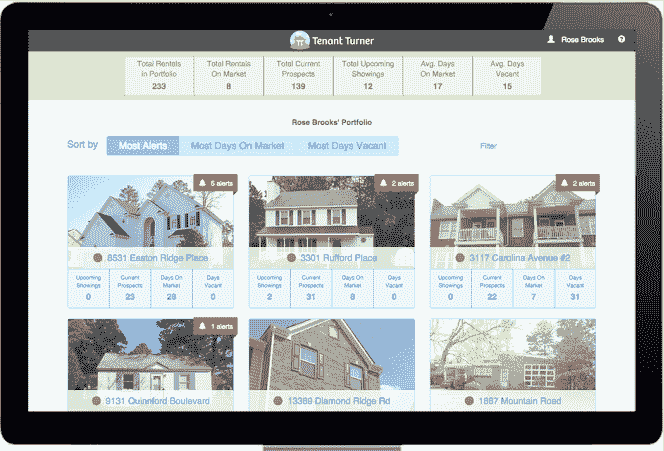 Tenant Turner
Rose Brooks
Total Rentals in Portfolio
233
Total Rentals On Market
8
Total Current Prospects
139
Total Upcoming Showings
12
Avg. Days On Market
17
Avg. Days Vacant
15
Rose Brooks' Portfolio
Sort by
Most Alerts
Most Days On Market
Most Days Vacant
Filter
5 alerts
8531 Easton Ridge Place
Upcoming Showings
0
Current Prospects
23
Days On Market
28
Days Vacant
0
2 alerts
3301 Rufford Place
Upcoming Showings
2
Current Prospects
31
Days On Market
8
Days Vacant
0
2 alerts
3117 Carolina Avenue #2
Upcoming Showings
0
Current Prospects
22
Days On Market
7
Days Vacant
31
1 alerts
9131 Quinnford Boulevard
13389 Diamond Ridge Rd
1887 Mountain Road